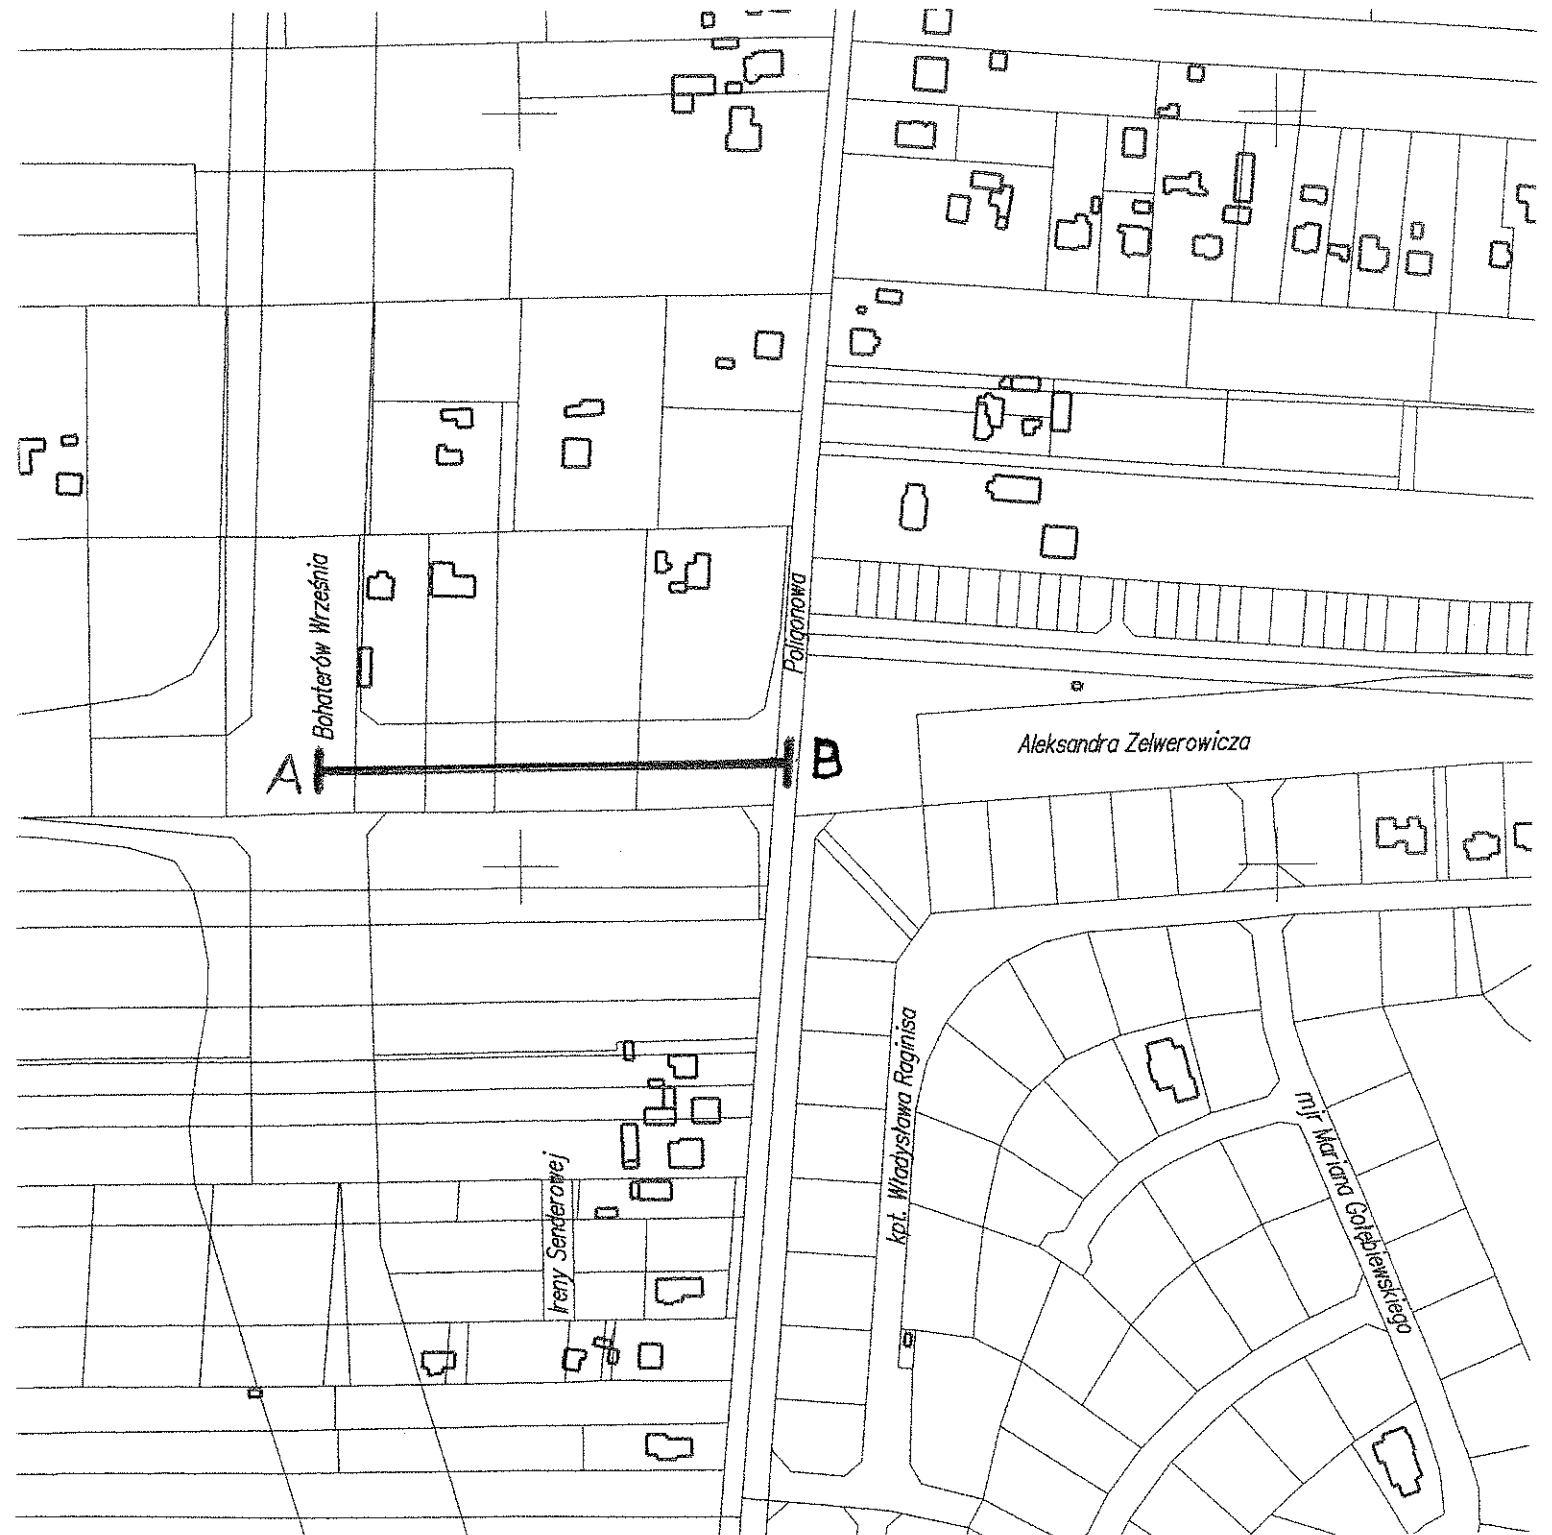 Bohaterów Września
Poligonowa
A
B
Aleksandra Zelwerowicza
kpt. Władysława Raginisa
mjr Mariana Gołębiewskiego
Ireny Senderowej